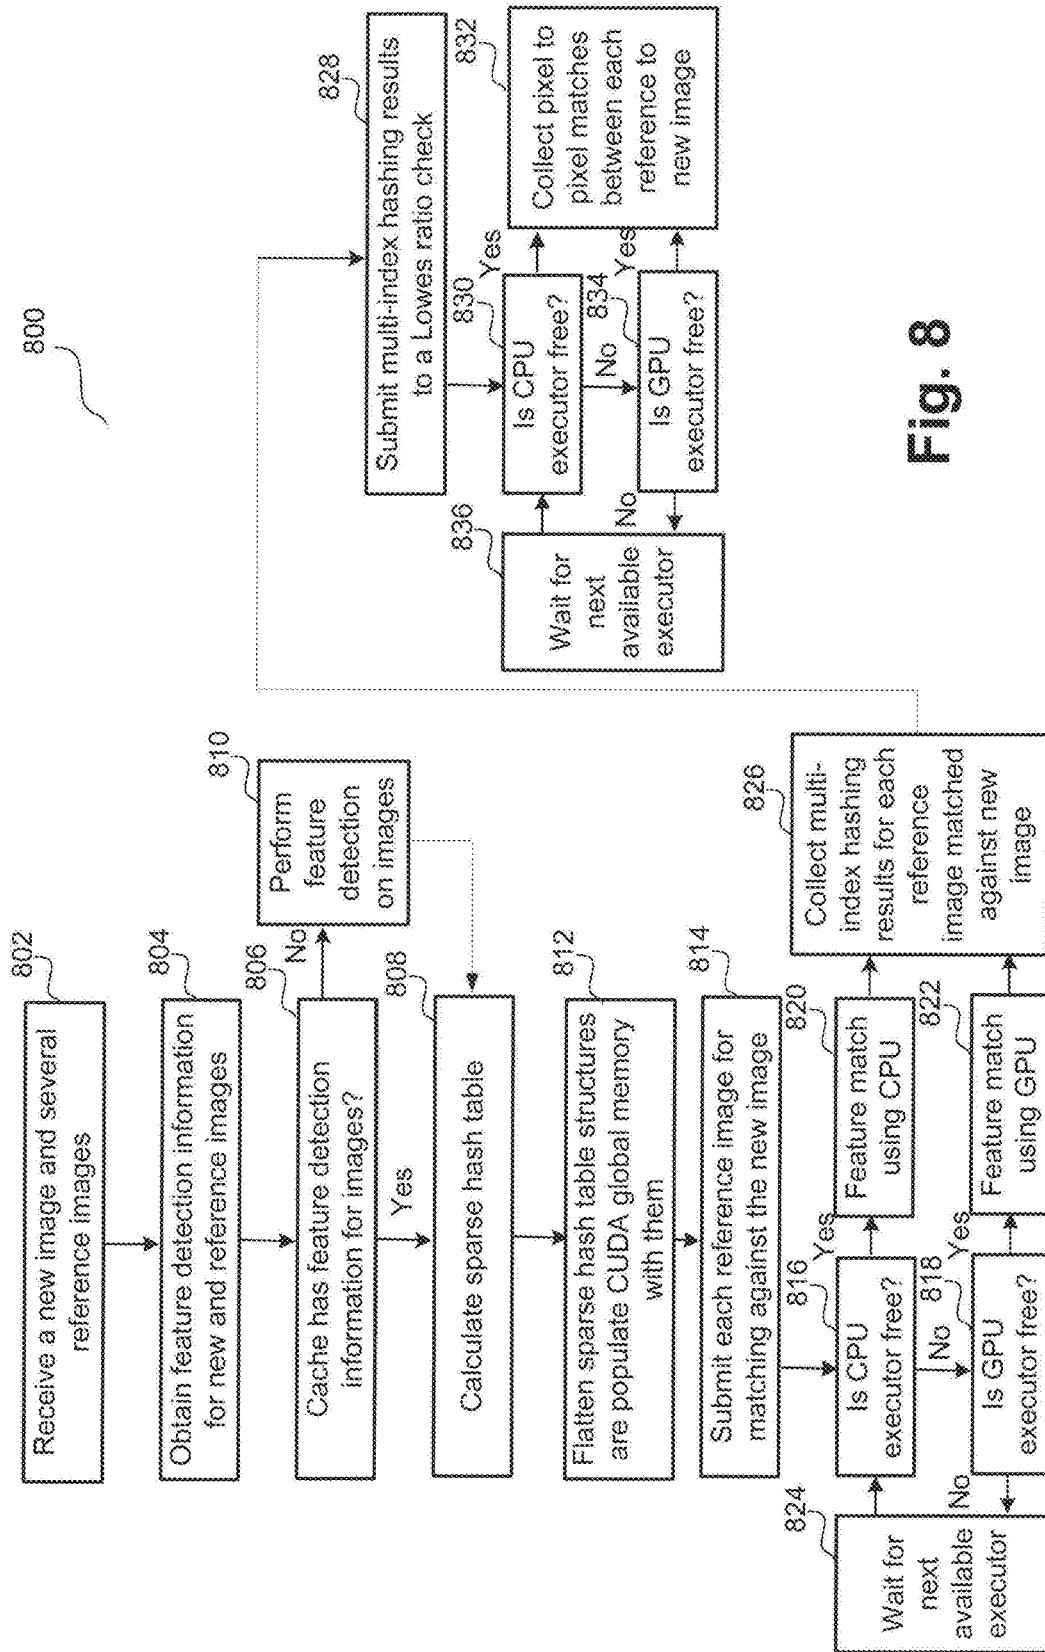 800
802
Receive a new image and several
reference images
804
Obtain feature detection information
for new and reference images
806
Cache has feature detection
information for images?
No
810
Perform
feature
detection
on images
Yes
808
Calculate sparse hash table
812
Flatten sparse hash table structures
are populate CUDA global memory
with them
814
Submit each reference image for
matching against the new image
816
Is CPU
executor free?
Yes
820
Feature match
using CPU
No
818
Is GPU
executor free?
Yes
822
Feature match
using GPU
No
824
Wait for
next
available
executor
826
Collect multi-
index hashing
results for each
reference
image matched
against new
image
828
Submit multi-index hashing results
to a Lowes ratio check
830
Is CPU
executor free?
Yes
832
Collect pixel to
pixel matches
between each
reference to
new image
No
834
Is GPU
executor free?
Yes
No
836
Wait for
next
available
executor
Fig. 8